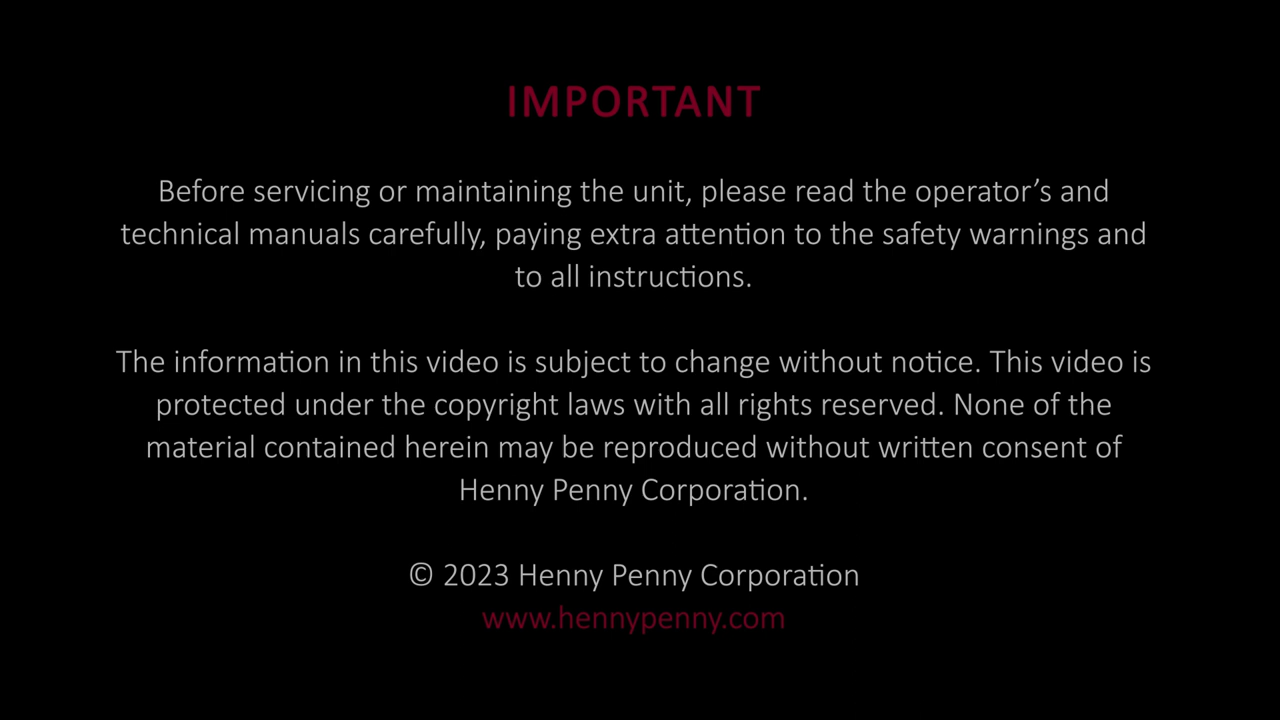 IMPORTANT
Before servicing or maintaining the unit, please read the operator’s and
technical manuals carefully, paying extra attention to the safety warnings and
to all instructions.
The information in this video is subject to change without notice. This video is
protected under the copyright laws with all rights reserved. None of the
material contained herein may be reproduced without written consent of
Henny Penny Corporation.
© 2023 Henny Penny Corporation
www.hennypenny.com